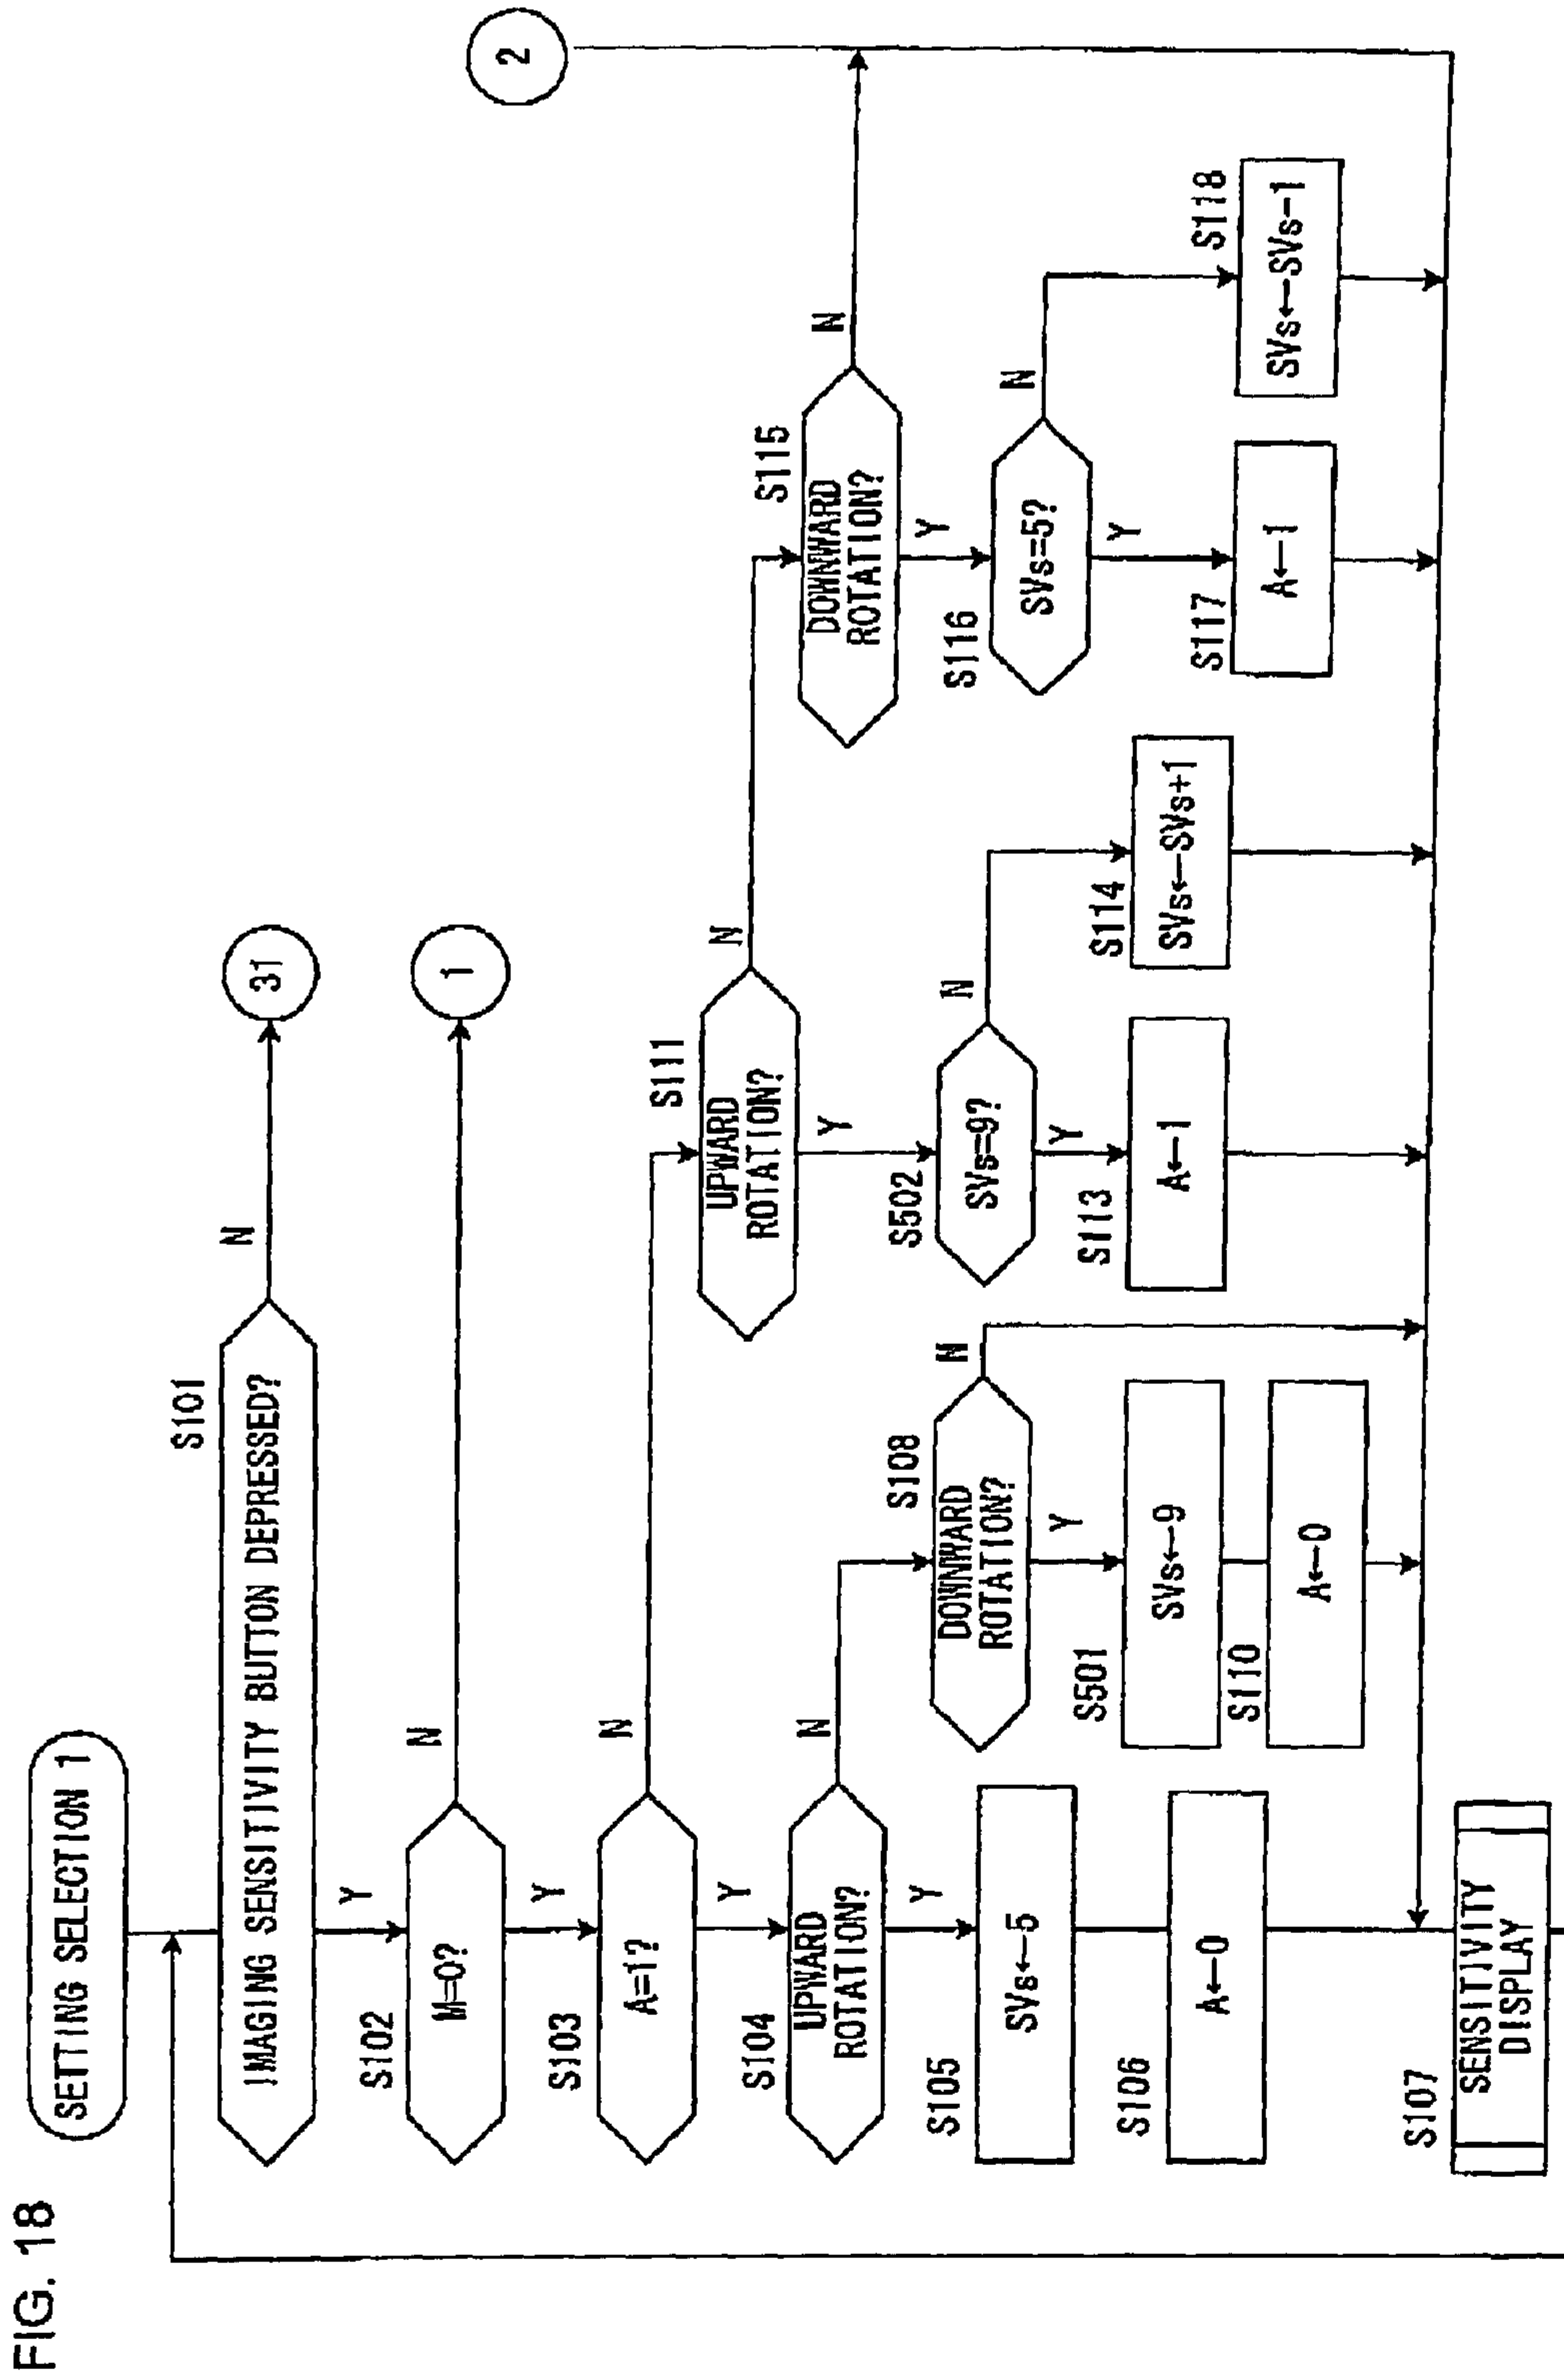 FIG. 18
SETTING SELECTION 1
S101
IMAGING SENSITIVITY BUTTON DEPRESSED?
N
31
Y
S102
M=0?
N
1
Y
S103
A=1?
N
Y
S104
UPWARD
ROTATION?
N
Y
S105
SVs←5
S106
A←0
S107
SENSITIVITY
DISPLAY
S108
DOWNWARD
ROTATION?
N
Y
S501
SVs←9
S110
A←0
S111
UPWARD
ROTATION?
N
Y
S502
SVs=9?
N
Y
S113
A←1
S114
SVs←SVs+1
S115
DOWNWARD
ROTATION?
N
Y
S116
SVs=5?
N
Y
S117
A←1
S118
SVs←SVs-1
2